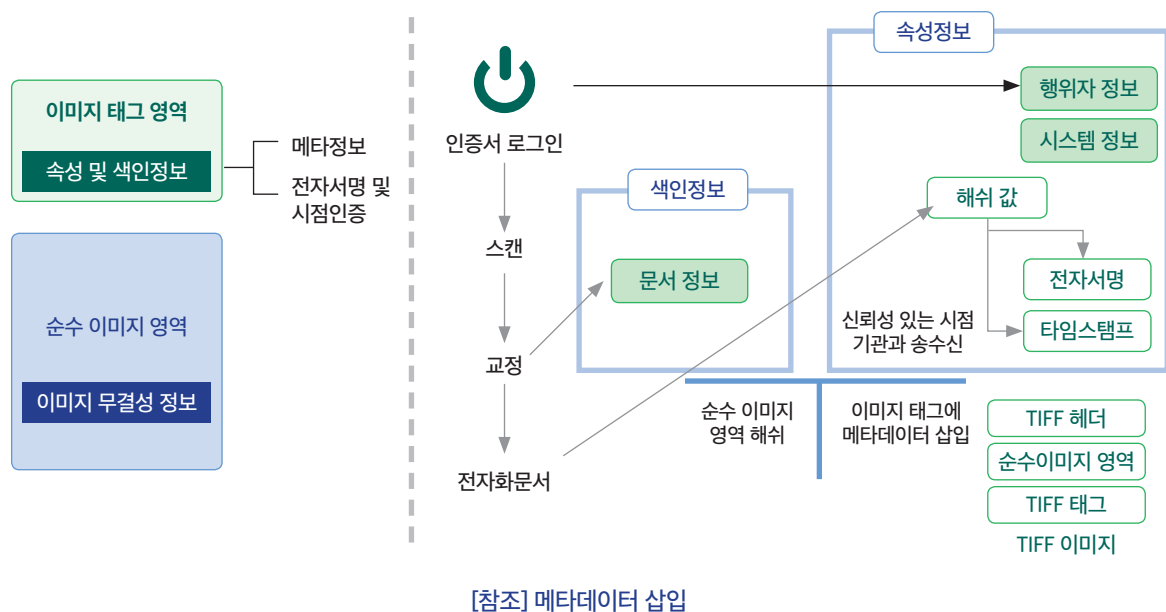 이미지 태그 영역
속성 및 색인정보
메타정보
전자서명 및
시점인증
순수 이미지 영역
이미지 무결성 정보
인증서 로그인
스캔
교정
전자화문서
색인정보
문서 정보
속성정보
행위자 정보
시스템 정보
해쉬 값
전자서명
타임스탬프
신뢰성 있는 시점
기관과 송수신
순수 이미지
영역 해쉬
이미지 태그에
메타데이터 삽입
TIFF 헤더
순수이미지 영역
TIFF 태그
TIFF 이미지
[참조] 메타데이터 삽입